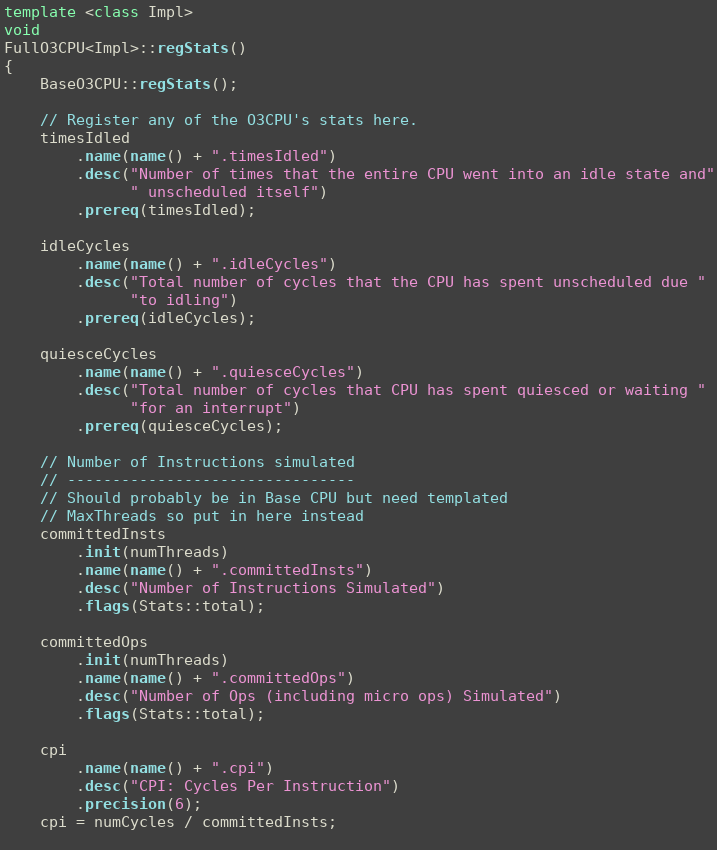 template <class Impl>
void
FullO3CPU<Impl>::regStats()
{
    BaseO3CPU::regStats();

    // Register any of the O3CPU's stats here.
    timesIdled
        .name(name() + ".timesIdled")
        .desc("Number of times that the entire CPU went into an idle state and"
              " unscheduled itself")
        .prereq(timesIdled);

    idleCycles
        .name(name() + ".idleCycles")
        .desc("Total number of cycles that the CPU has spent unscheduled due "
              "to idling")
        .prereq(idleCycles);

    quiesceCycles
        .name(name() + ".quiesceCycles")
        .desc("Total number of cycles that CPU has spent quiesced or waiting "
              "for an interrupt")
        .prereq(quiesceCycles);

    // Number of Instructions simulated
    // --------------------------------
    // Should probably be in Base CPU but need templated
    // MaxThreads so put in here instead
    committedInsts
        .init(numThreads)
        .name(name() + ".committedInsts")
        .desc("Number of Instructions Simulated")
        .flags(Stats::total);

    committedOps
        .init(numThreads)
        .name(name() + ".committedOps")
        .desc("Number of Ops (including micro ops) Simulated")
        .flags(Stats::total);

    cpi
        .name(name() + ".cpi")
        .desc("CPI: Cycles Per Instruction")
        .precision(6);
    cpi = numCycles / committedInsts;